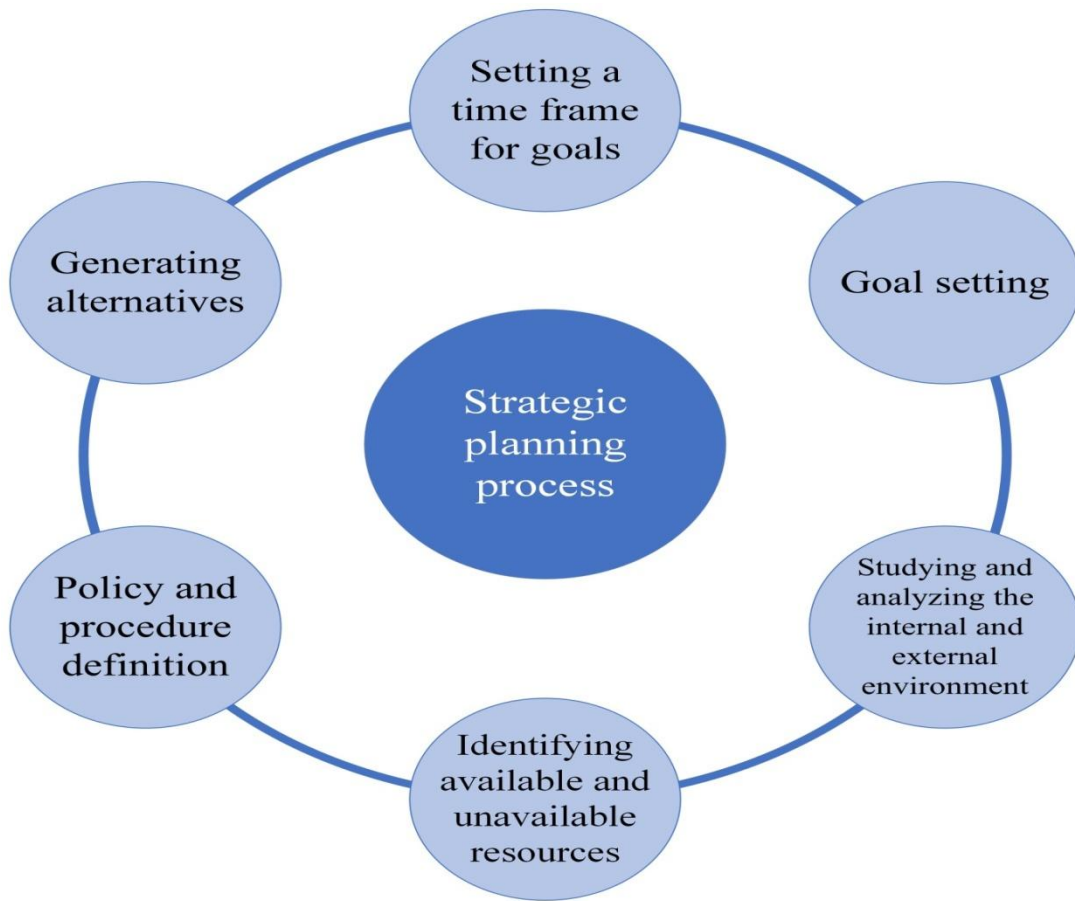 Setting a
time frame
for goals
Goal setting
Studying and
analyzing the
internal and
external
environment
Identifying
available and
unavailable
resources
Policy and
procedure
definition
Generating
alternatives
Strategic
planning
process